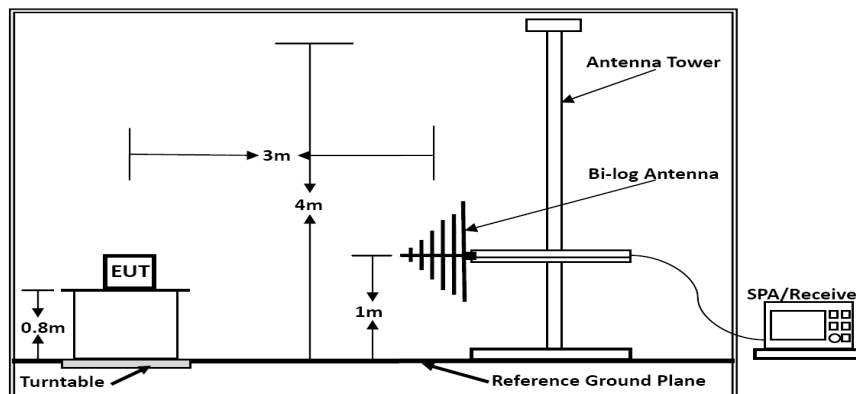 Antenna Tower
3m
Bi-log Antenna
4m
EUT
SPA/Receive
0.8m
1m
Turntable
Reference Ground Plane